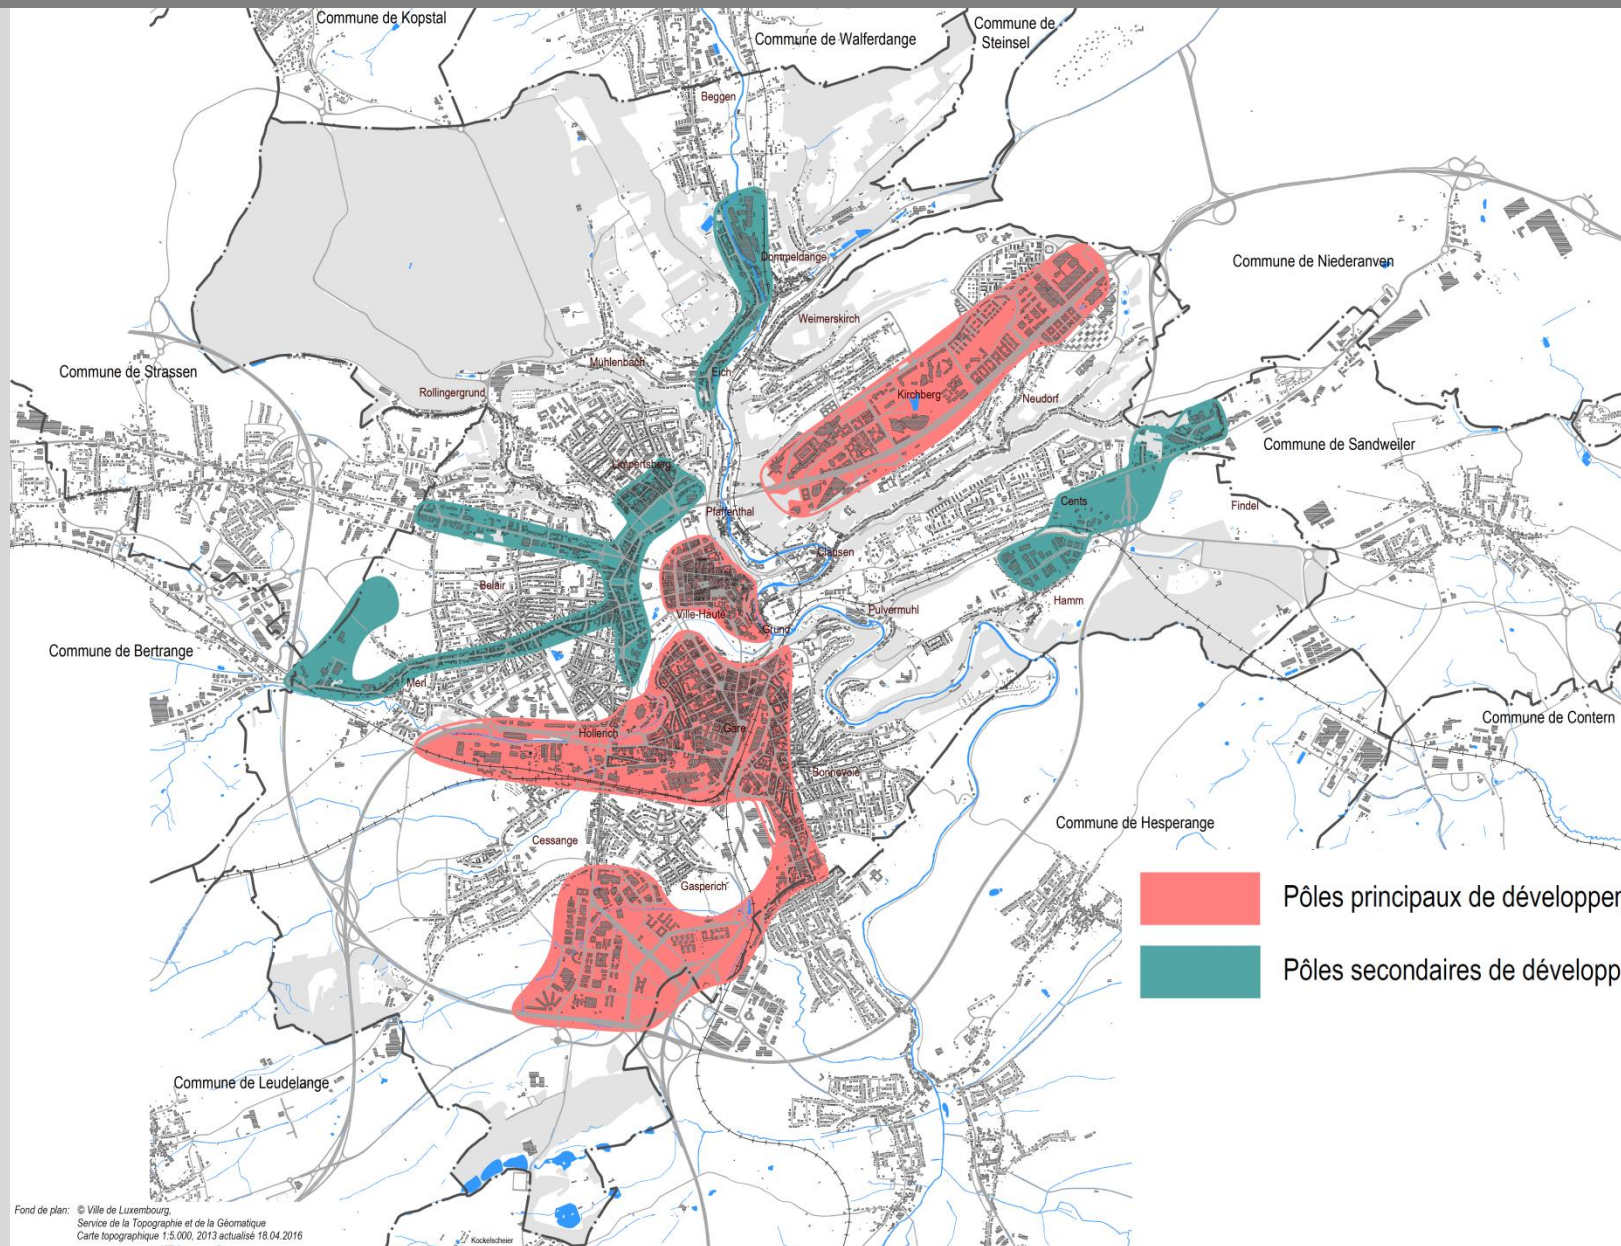 Commune de Kopstal
Commune de Walferdange
Commune de
Steinsel
Beggen
Dommeldange
Commune de Niederanven
Weimerskirch
Commune de Strassen
Muhlenbach
Eich
Rollingergrund
Kirchberg
Neudorf
Commune de Sandweiler
Limpertsberg
Cents
Findel
Pfaffenthal
Clausen
Belair
Hamm
Pulvermuhl
Ville-Haute
Grund
Commune de Bertrange
Merl
Commune de Contern
Hollerich
Gare
Bonnevoie
Commune de Hesperange
Cessange
Gasperich
Pôles principaux de développer
Pôles secondaires de développ
Commune de Leudelange
Fond de plan: © Ville de Luxembourg,
Service de la Topographie et de la Géomatique
Carte topographique 1:5.000, 2013 actualisé 18.04.2016
Kockelscheier